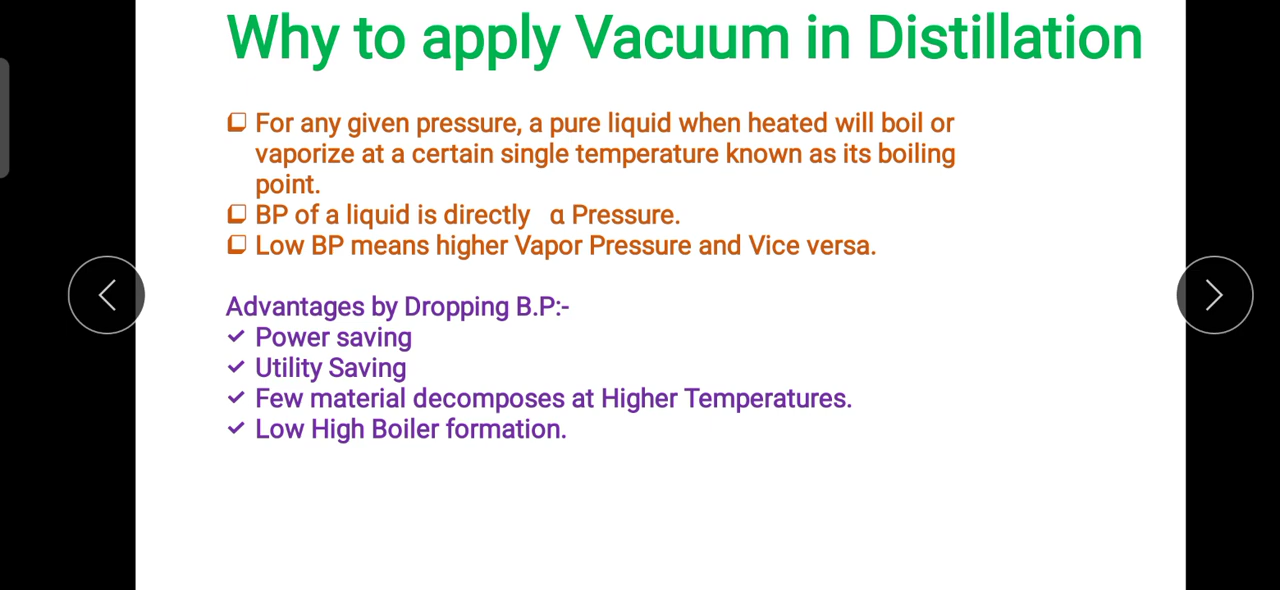 Why to apply Vacuum in Distillation
❑ For any given pressure, a pure liquid when heated will boil or
vaporize at a certain single temperature known as its boiling
point.
❑ BP of a liquid is directly α Pressure.
❑ Low BP means higher Vapor Pressure and Vice versa.
Advantages by Dropping B.P:-
✓ Power saving
✓ Utility Saving
✓ Few material decomposes at Higher Temperatures.
✓ Low High Boiler formation.